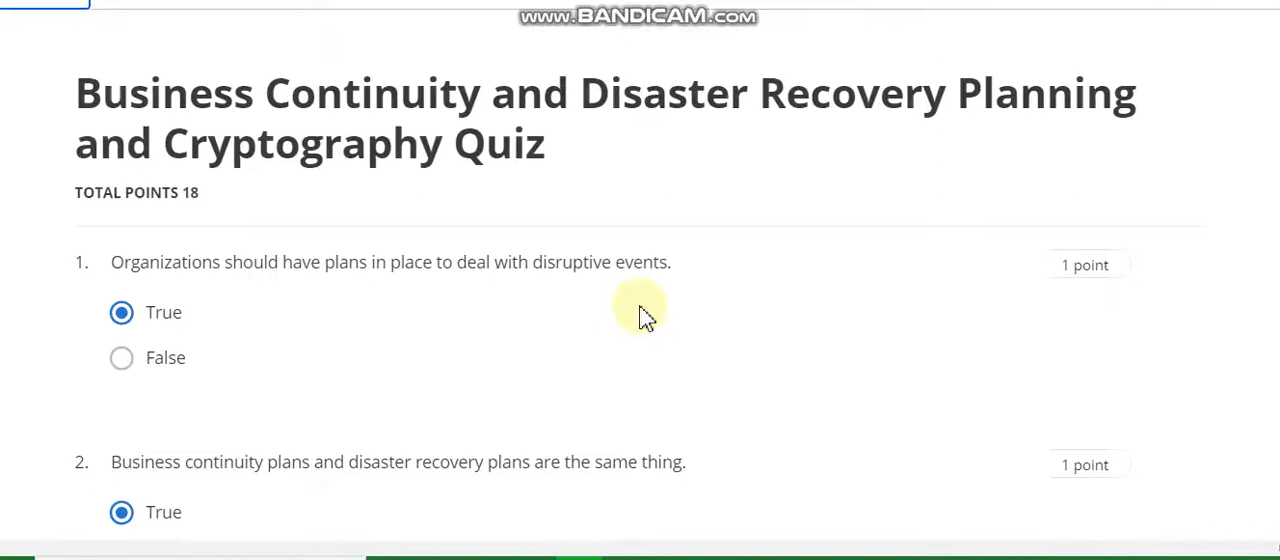 www.BANDICAM.com
Business Continuity and Disaster Recovery Planning
and Cryptography Quiz
TOTAL POINTS 18
1. Organizations should have plans in place to deal with disruptive events.
1 point
True
False
2. Business continuity plans and disaster recovery plans are the same thing.
1 point
True